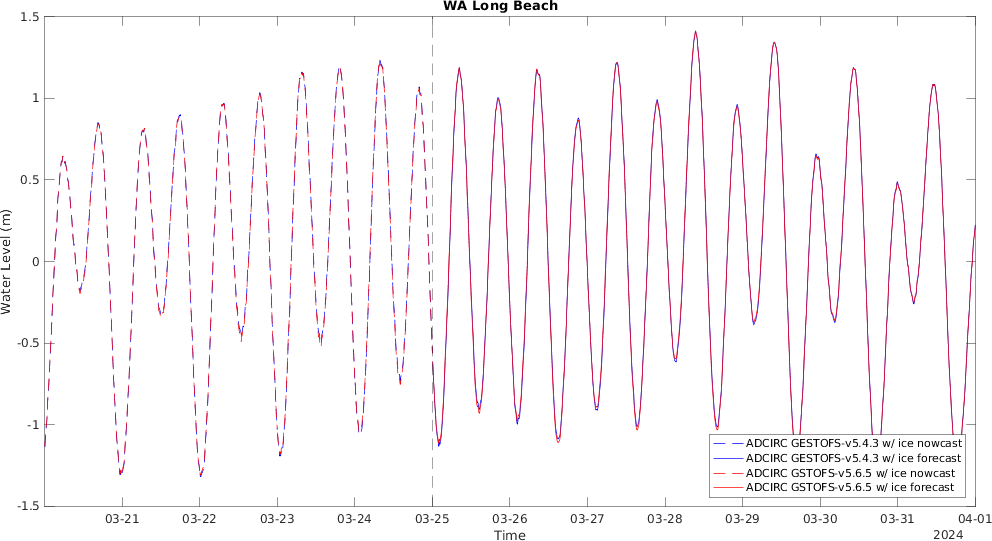 WA Long Beach
1.5
1
0.5
0
-0.5
-1
-1.5
Water Level (m)
ADCIRC GESTOFS-v5.4.3 w/ ice nowcast
ADCIRC GESTOFS-v5.4.3 w/ ice forecast
ADCIRC GSTOFS-v5.6.5 w/ ice nowcast
ADCIRC GSTOFS-v5.6.5 w/ ice forecast
03-21 03-22 03-23 03-24 03-25 03-26 03-27 03-28 03-29 03-30 03-31 04-01
Time
2024